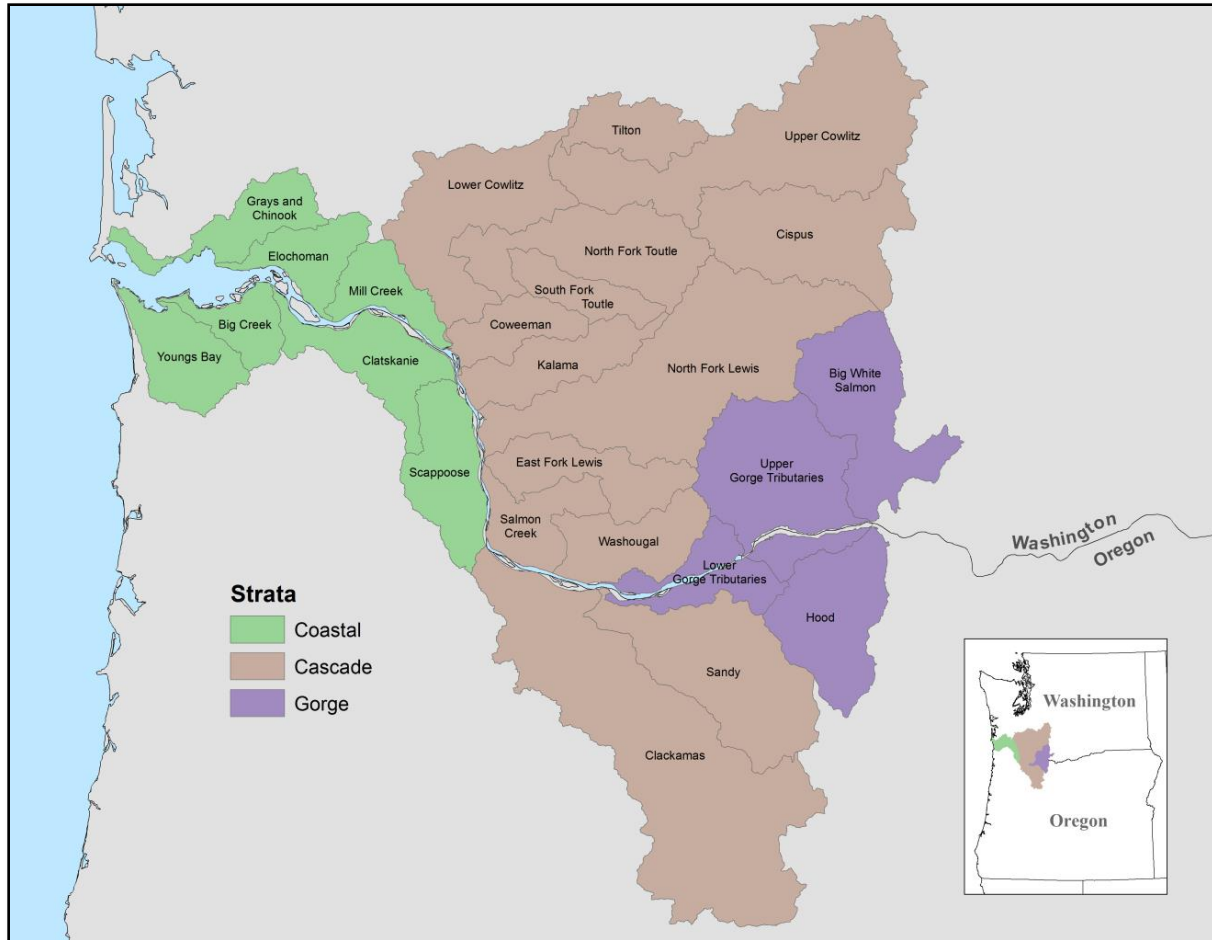 Tilton
Upper Cowlitz
Lower Cowlitz
Grays and
Chinook
Cispus
Elochoman
North Fork Toutle
Mill Creek
South Fork
Toutle
Coweeman
Big Creek
Youngs Bay
Clatskanie
Kalama
North Fork Lewis
Big White
Salmon
East Fork Lewis
Upper
Gorge Tributaries
Scappoose
Salmon
Creek
Washougal
Washington
Oregon
Lower
Gorge Tributaries
Hood
Sandy
Clackamas
Strata
Coastal
Cascade
Gorge
Washington
Oregon